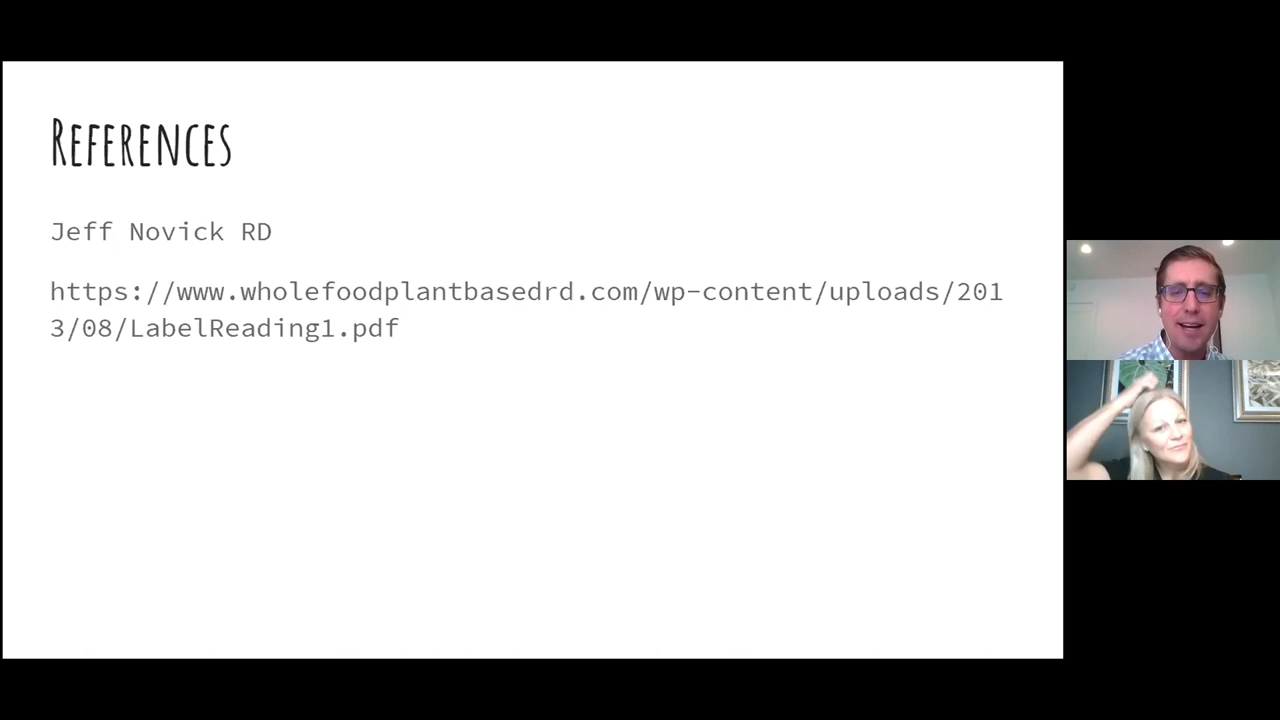 References
Jeff Novick RD
https://www.wholefoodplantbasedrd.com/wp-content/uploads/201
3/08/LabelReading1.pdf